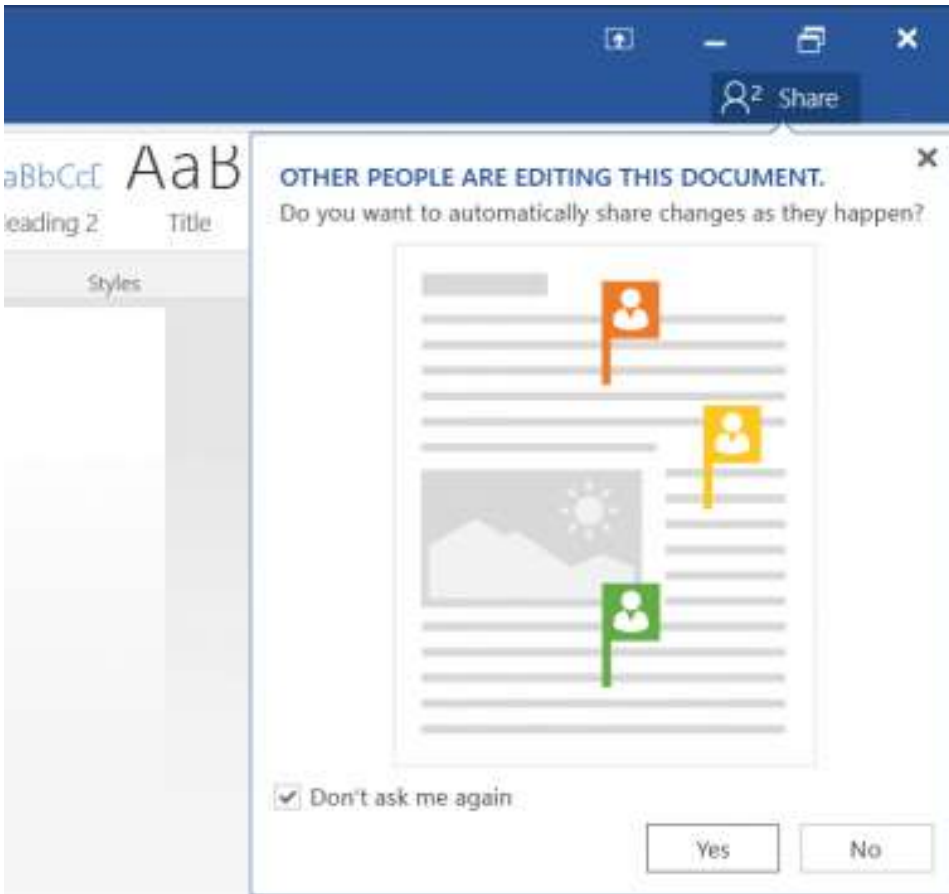 2 Share
aBbCcD AaB
eading 2 Title
Styles
OTHER PEOPLE ARE EDITING THIS DOCUMENT.
Do you want to automatically share changes as they happen?
Don't ask me again
Yes No